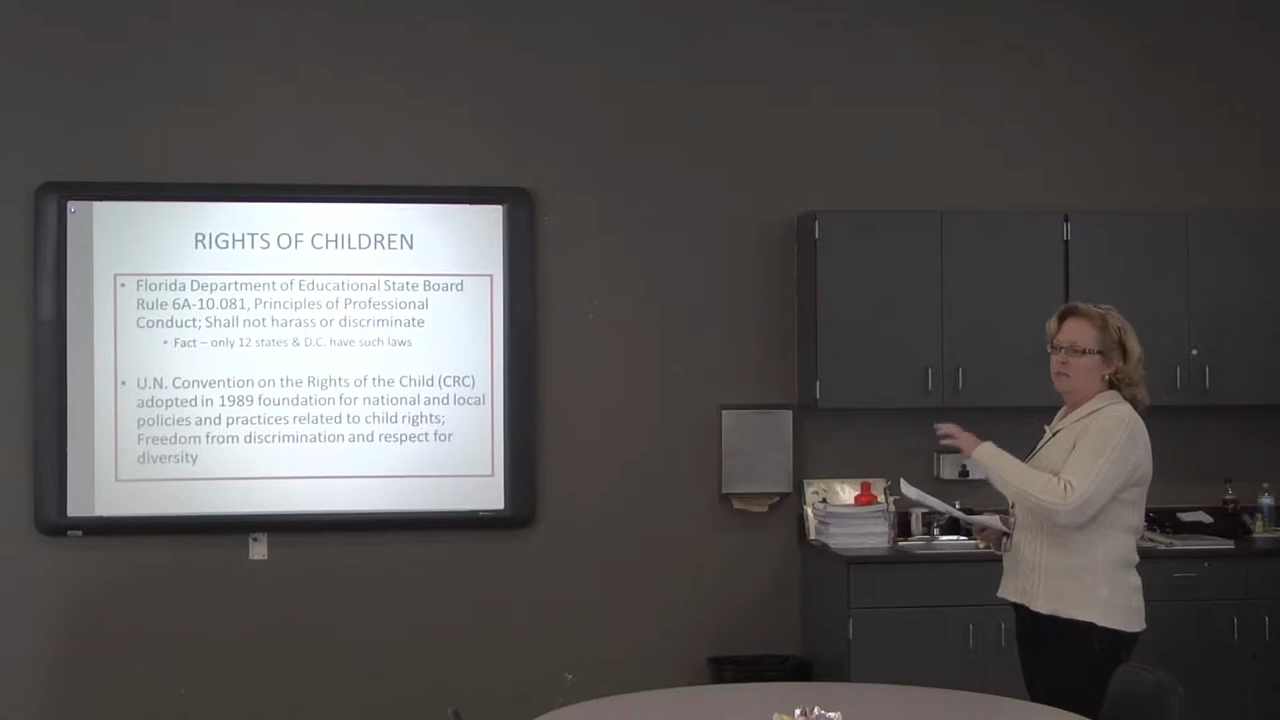 RIGHTS OF CHILDREN
• Florida Department of Educational State Board
Rule 6A-10.081, Principles of Professional
Conduct; Shall not harass or discriminate
• Fact – only 12 states & D.C. have such laws
• U.N. Convention on the Rights of the Child (CRC)
adopted in 1989 foundation for national and local
policies and practices related to child rights;
Freedom from discrimination and respect for
diversity